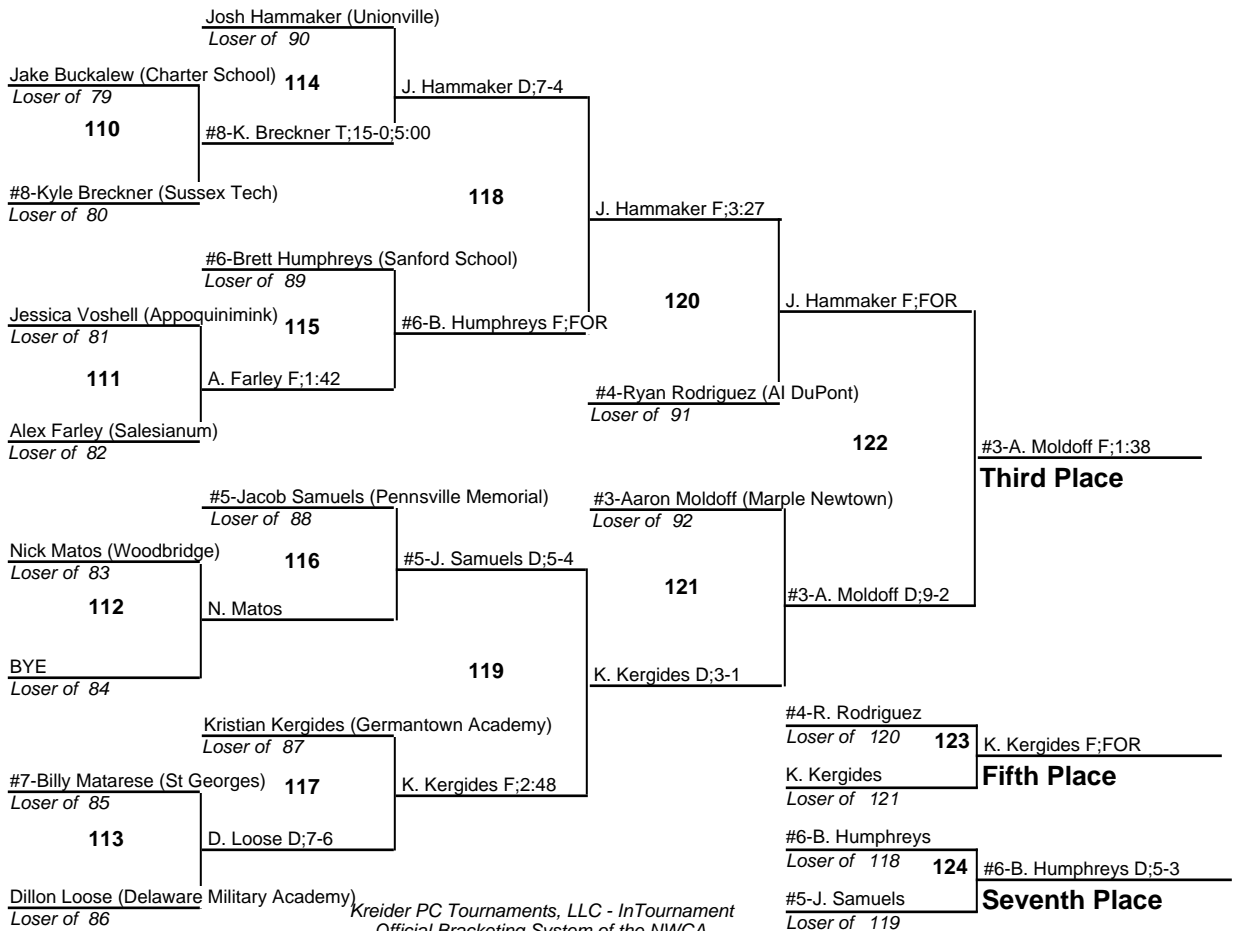 Josh Hammaker (Unionville)
Loser of 90
Jake Buckalew (Charter School)
114
J. Hammaker D;7-4
Loser of 79
110
#8-K. Breckner T;15-0;5:00
#8-Kyle Breckner (Sussex Tech)
118
Loser of 80
J. Hammaker F;3:27
#6-Brett Humphreys (Sanford School)
Loser of 89
120
J. Hammaker F;FOR
Jessica Voshell (Appoquinimink)
115
#6-B. Humphreys F;FOR
Loser of 81
111
A. Farley F;1:42
#4-Ryan Rodriguez (AI DuPont)
Loser of 91
Alex Farley (Salesianum)
122
Loser of 82
#3-A. Moldoff F;1:38
Third Place
#5-Jacob Samuels (Pennsville Memorial)
#3-Aaron Moldoff (Marple Newtown)
Loser of 88
Loser of 92
Nick Matos (Woodbridge)
116
#5-J. Samuels D;5-4
Loser of 83
121
#3-A. Moldoff D;9-2
112
N. Matos
BYE
119
K. Kergides D;3-1
Loser of 84
#4-R. Rodriguez
Kristian Kergides (Germantown Academy)
Loser of 120
123
K. Kergides F;FOR
Loser of 87
K. Kergides
Fifth Place
#7-Billy Matarese (St Georges)
117
K. Kergides F;2:48
Loser of 121
Loser of 85
113
D. Loose D;7-6
#6-B. Humphreys
Loser of 118
124
#6-B. Humphreys D;5-3
Dillon Loose (Delaware Military Academy)
#5-J. Samuels
Seventh Place
Loser of 86
Loser of 119
Kreider PC Tournaments, LLC - InTournament
Official Bracketing System of the NWCA